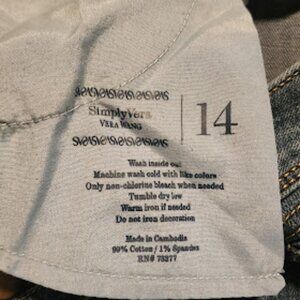 SimplyVera
VERA WANG
14
Wash inside out
Machine wash cold with like colors
Only non-chlorine bleach when needed
Tumble dry low
Warm iron if needed
Do not iron decoration
Made in Cambodia
99% Cotton / 1% Spandex
RN# 73277